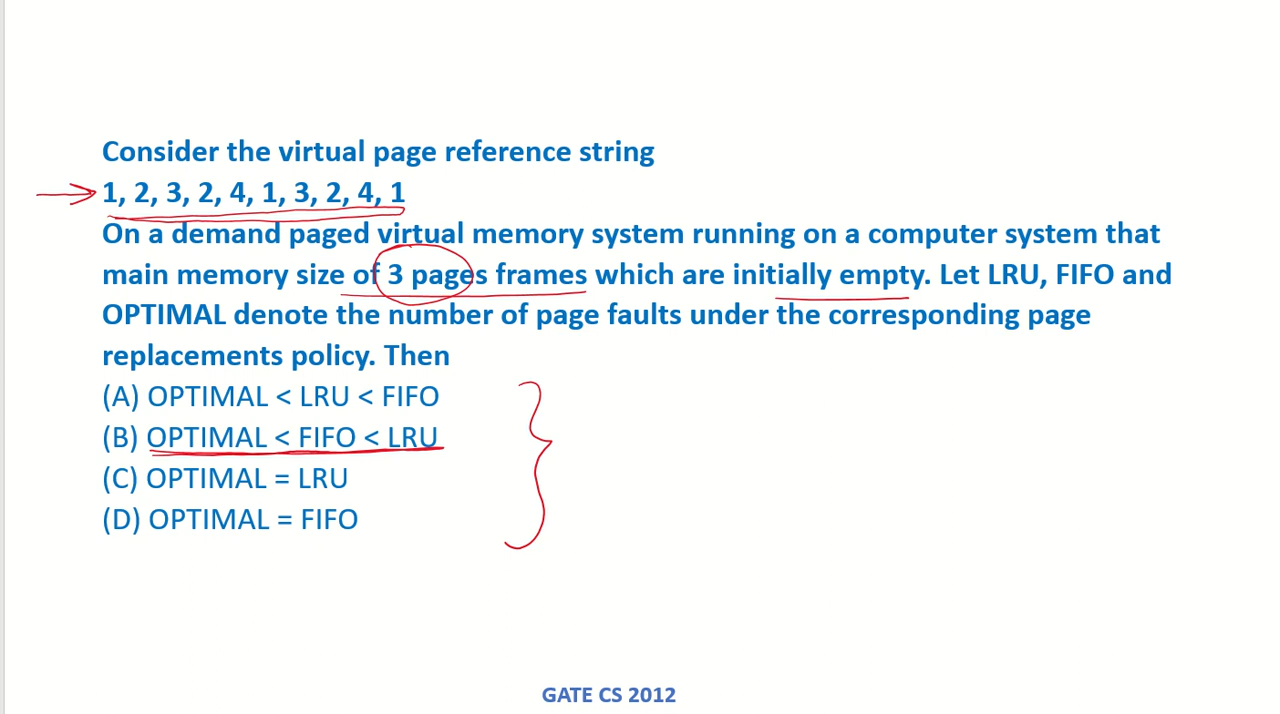 Consider the virtual page reference string
1, 2, 3, 2, 4, 1, 3, 2, 4, 1
On a demand paged virtual memory system running on a computer system that
main memory size of 3 pages frames which are initially empty. Let LRU, FIFO and
OPTIMAL denote the number of page faults under the corresponding page
replacements policy. Then
(A) OPTIMAL < LRU < FIFO
(B) OPTIMAL < FIFO < LRU
(C) OPTIMAL = LRU
(D) OPTIMAL = FIFO
GATE CS 2012